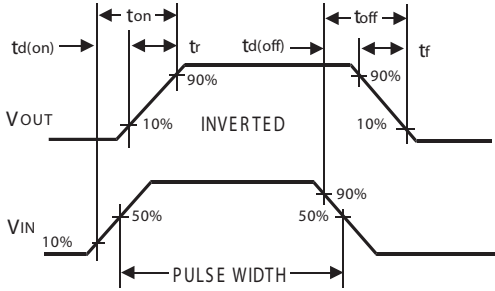 ton
toff
td(on)
tr
td(off)
tf
90%
90%
VOUT
10%
INVERTED
10%
90%
VIN
50%
50%
10%
PULSE WIDTH